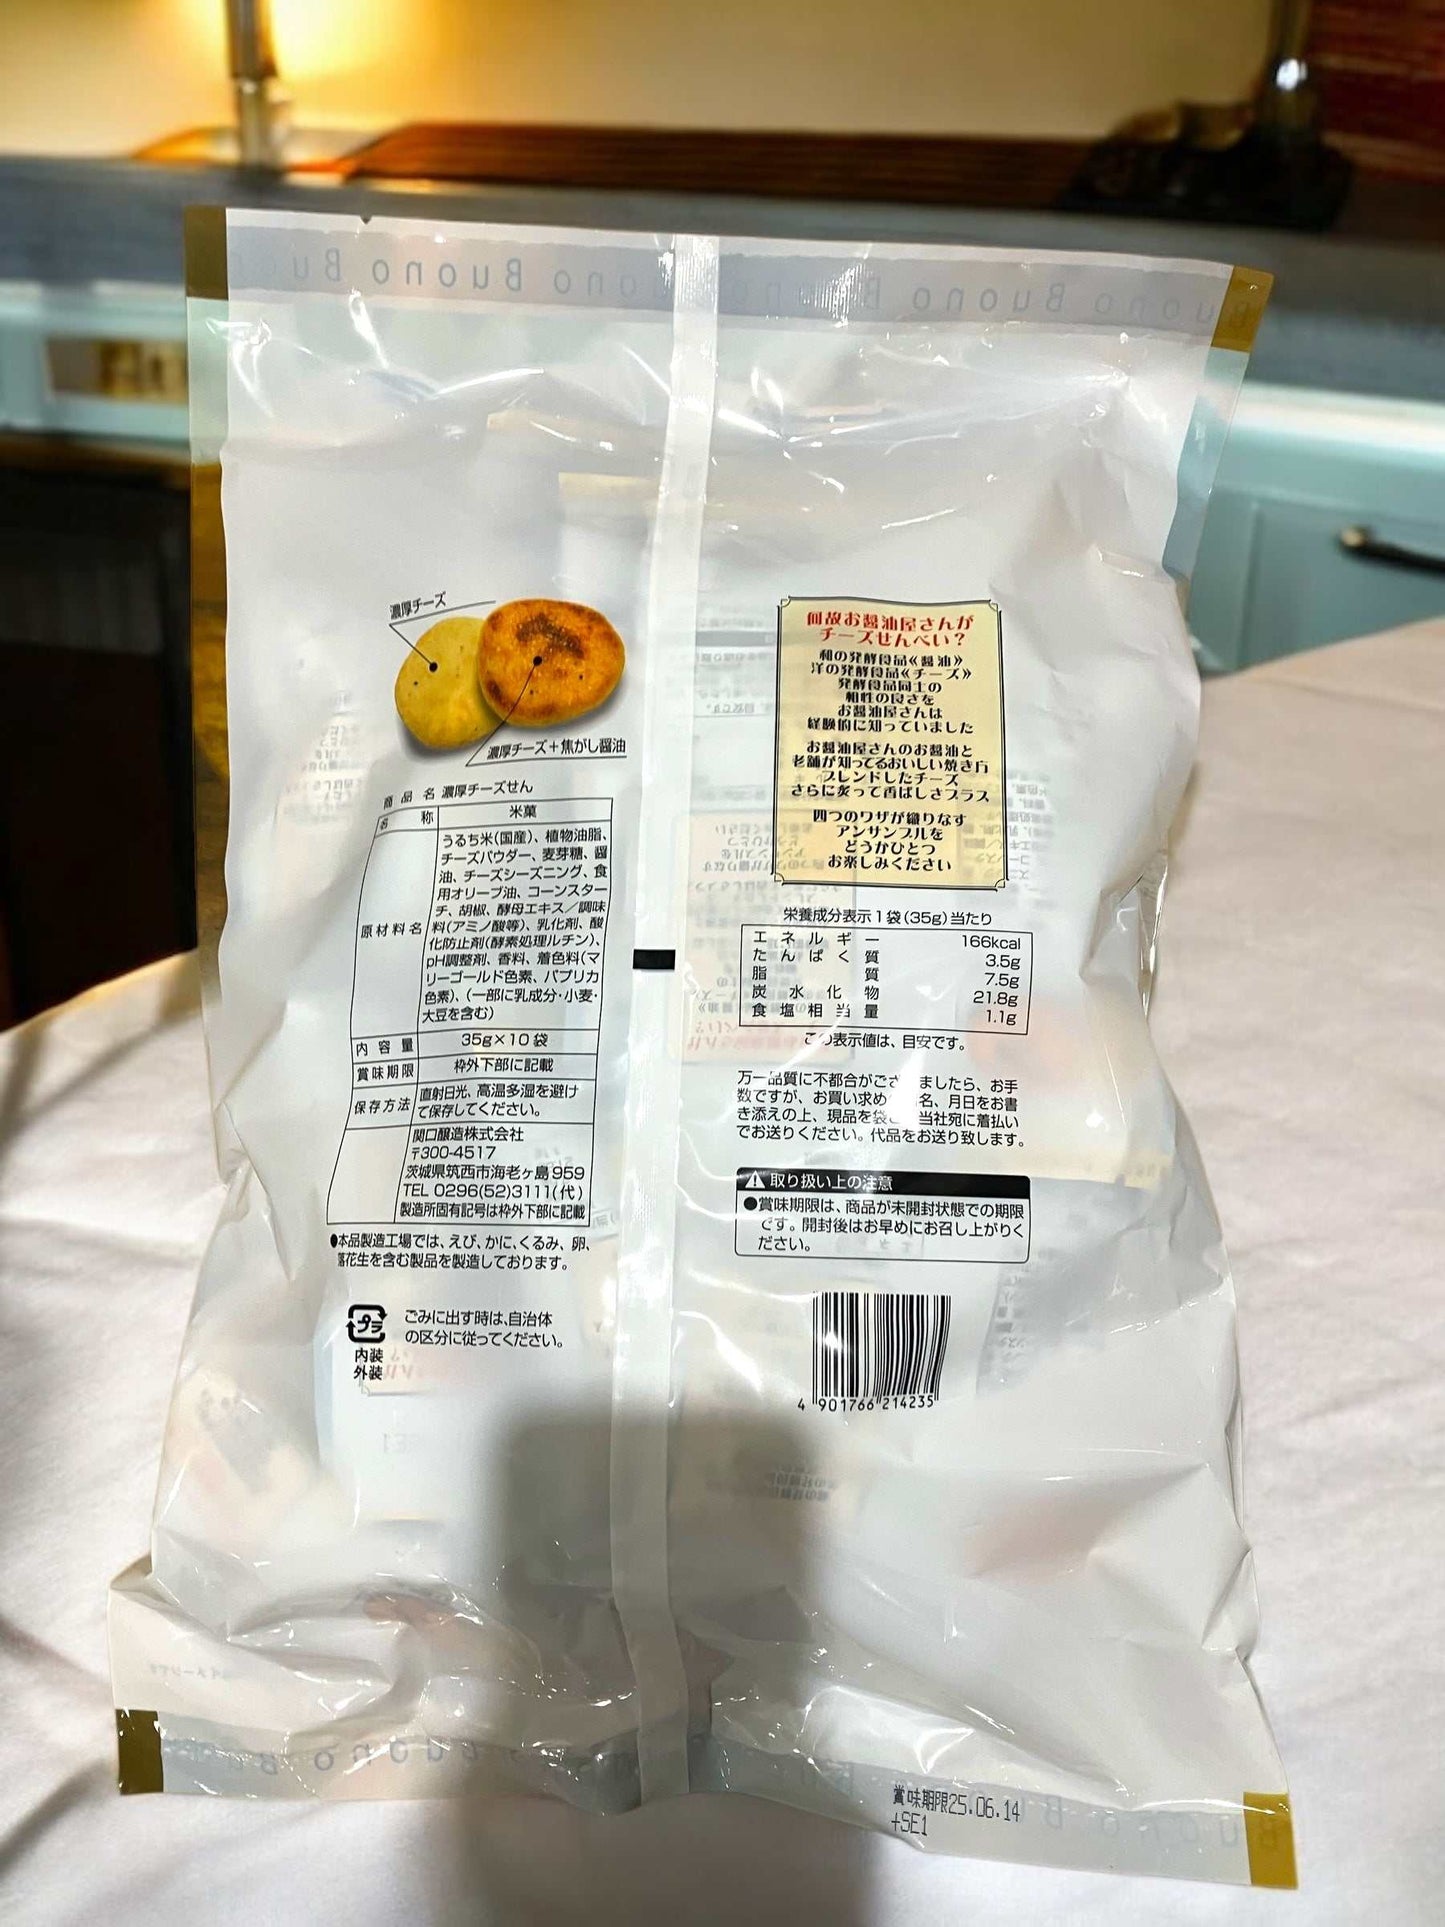 濃厚チーズ
濃厚チーズ+焦がし醤油
商品名 濃厚チーズせん
名称 米菓
原材料名
うるち米(国産)、植物油脂、
チーズパウダー、麦芽糖、醤
油、チーズシーズニング、食
用オリーブ油、コーンスター
チ、胡椒、酵母エキス/調味
料(アミノ酸等)、乳化剤、酸
化防止剤(酵素処理ルチン)、
pH調整剤、香料、着色料(マ
リーゴールド色素、パプリカ
色素)、(一部に乳成分・小麦・
大豆を含む)
内容量 35g×10袋
賞味期限 枠外下部に記載
保存方法
直射日光、高温多湿を避け
て保存してください。
関口醸造株式会社
〒300-4517
茨城県筑西市海老ヶ島959
TEL 0296(52)3111(代)
製造所固有記号は枠外下部に記載
●本品製造工場では、えび、かに、くるみ、卵、
落花生を含む製品を製造しております。
プラ
内装
外装
ごみに出す時は、自治体
の区分に従ってください。
何故お醤油屋さんが
チーズせんべい?
和の発酵食品《醤油》
洋の発酵食品《チーズ》
発酵食品同士の
相性の良さを
お醤油屋さんは
経験的に知っていました
お醤油屋さんのお醤油と
老舗が知ってるおいしい焼き方
ブレンドしたチーズ
さらに炙って香ばしさプラス
四つのワザが織りなす
アンサンブルを
どうかひとつ
お楽しみください
栄養成分表示1袋(35g)当たり
エネルギー 166kcal
たんぱく質 3.5g
脂質 7.5g
炭水化物 21.8g
食塩相当量 1.1g
この表示値は、目安です。
万一品質に不都合がござ ましたら、お手
数ですが、お買い求め 名、月日をお書
き添えの上、現品を袋 当社宛に着払い
でお送りください。代品をお送り致します。
取り扱い上の注意
●賞味期限は、商品が未開封状態での期限
です。開封後はお早めにお召し上がりく
ださい。
4 901766 214235
賞味期限25.06.14
+SE1